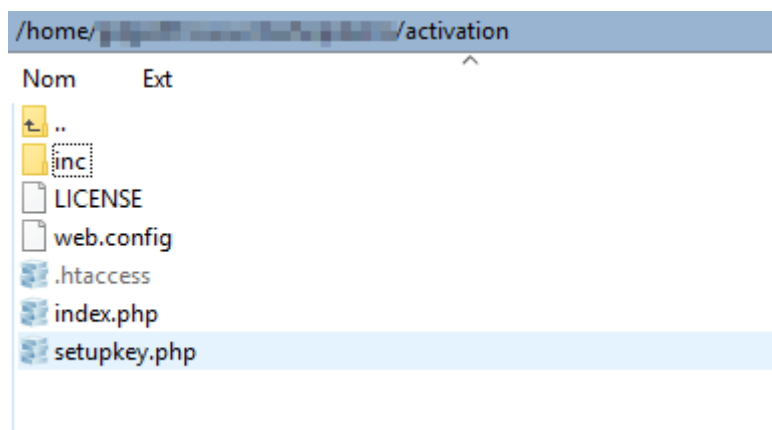 /home/ /activation
Nom Ext
..
inc
LICENSE
web.config
.htaccess
index.php
setupkey.php